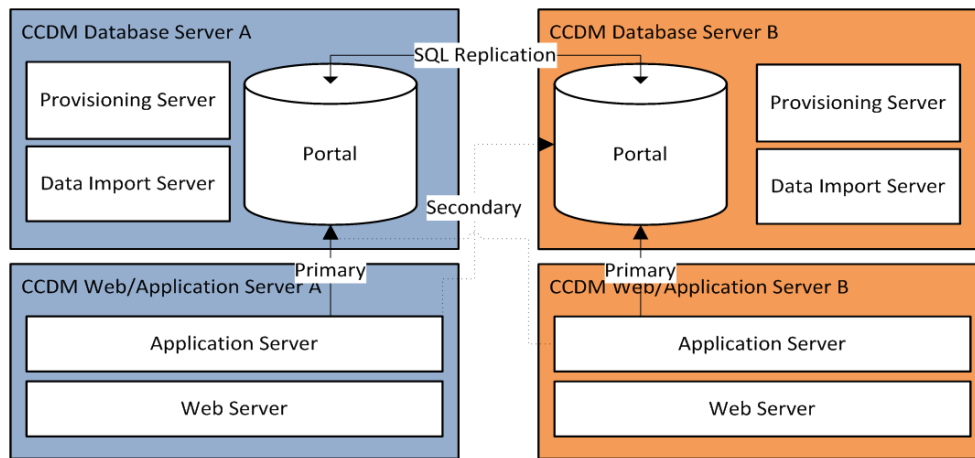 CCDM Database Server A
Provisioning Server
Data Import Server
Portal
SQL Replication
CCDM Database Server B
Portal
Provisioning Server
Data Import Server
Secondary
Primary
Primary
CCDM Web/Application Server A
Application Server
Web Server
CCDM Web/Application Server B
Application Server
Web Server